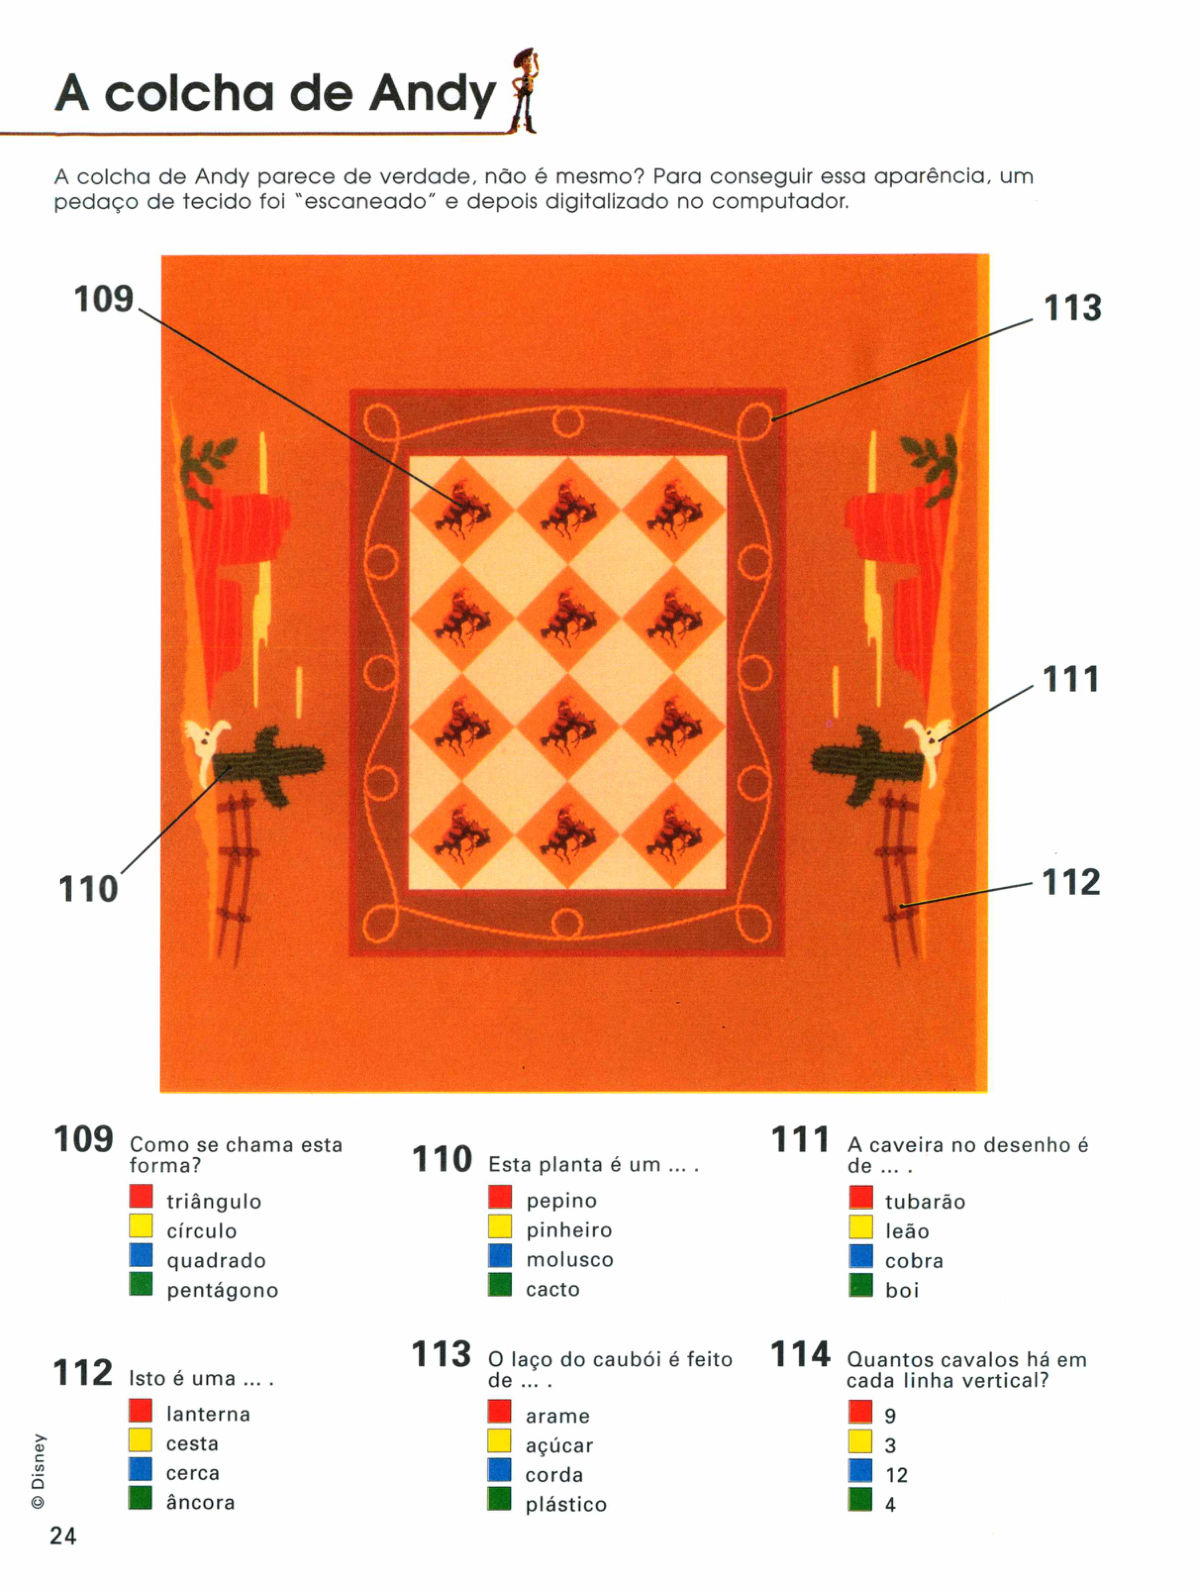 A colcha de Andy
A colcha de Andy parece de verdade, não é mesmo? Para conseguir essa aparência, um
pedaço de tecido foi "escaneado" e depois digitalizado no computador.
109
113
111
110
112
109 Como se chama esta
forma?
triângulo
círculo
quadrado
pentágono
110 Esta planta é um ... .
pepino
pinheiro
molusco
cacto
111 A caveira no desenho é
de ... .
tubarão
leão
cobra
boi
112 Isto é uma ... .
lanterna
cesta
cerca
âncora
113 O laço do caubói é feito
de ... .
arame
açúcar
corda
plástico
114 Quantos cavalos há em
cada linha vertical?
9
3
12
4
© Disney
24